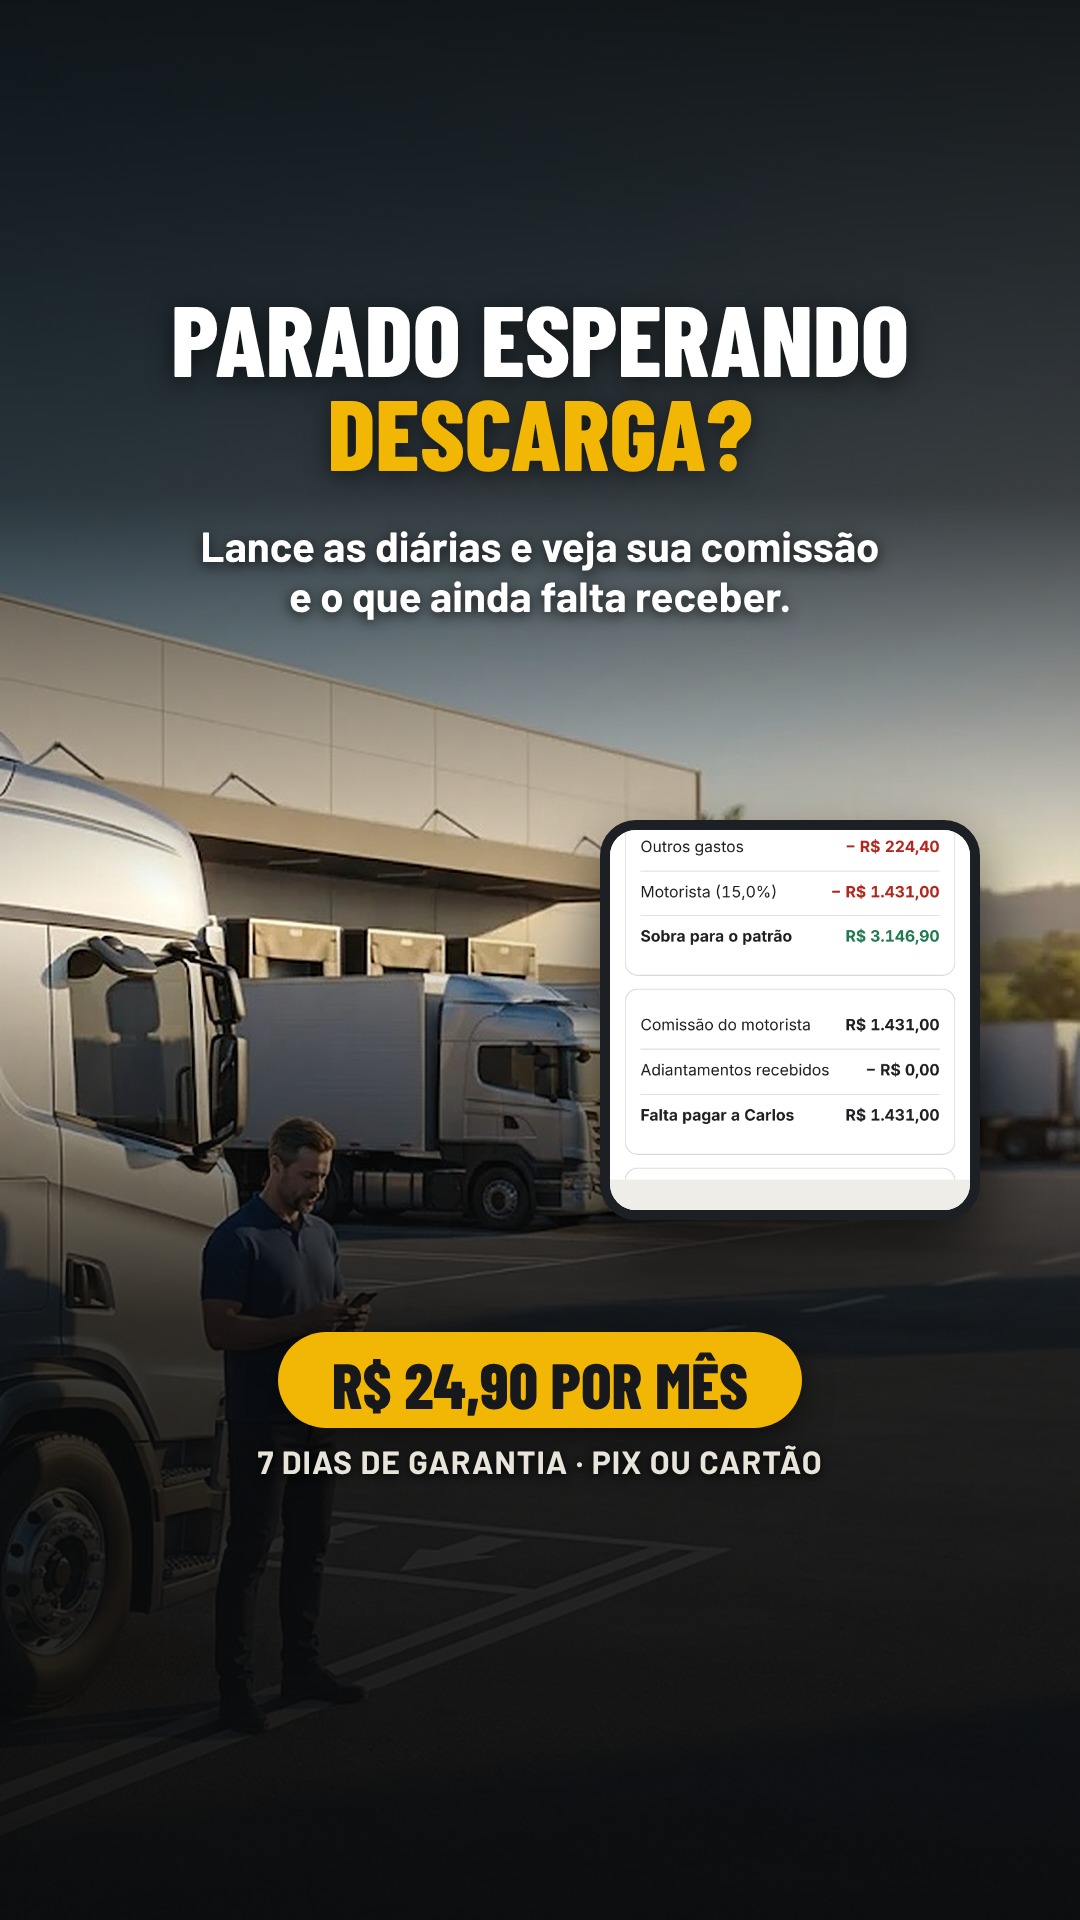 PARADO ESPERANDO
DESCARGA?
Lance as diárias e veja sua comissão
e o que ainda falta receber.
Outros gastos − R$ 224,40
Motorista (15,0%) − R$ 1.431,00
Sobra para o patrão R$ 3.146,90
Comissão do motorista R$ 1.431,00
Adiantamentos recebidos − R$ 0,00
Falta pagar a Carlos R$ 1.431,00
R$ 24,90 POR MÊS
7 DIAS DE GARANTIA · PIX OU CARTÃO